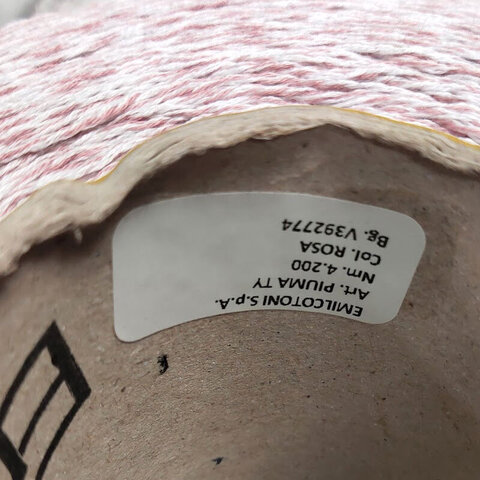 EMILCOTONI S.p.A.
Art. PIUMA TY
Nm. 4.200
Col. ROSA
Bg. V392774